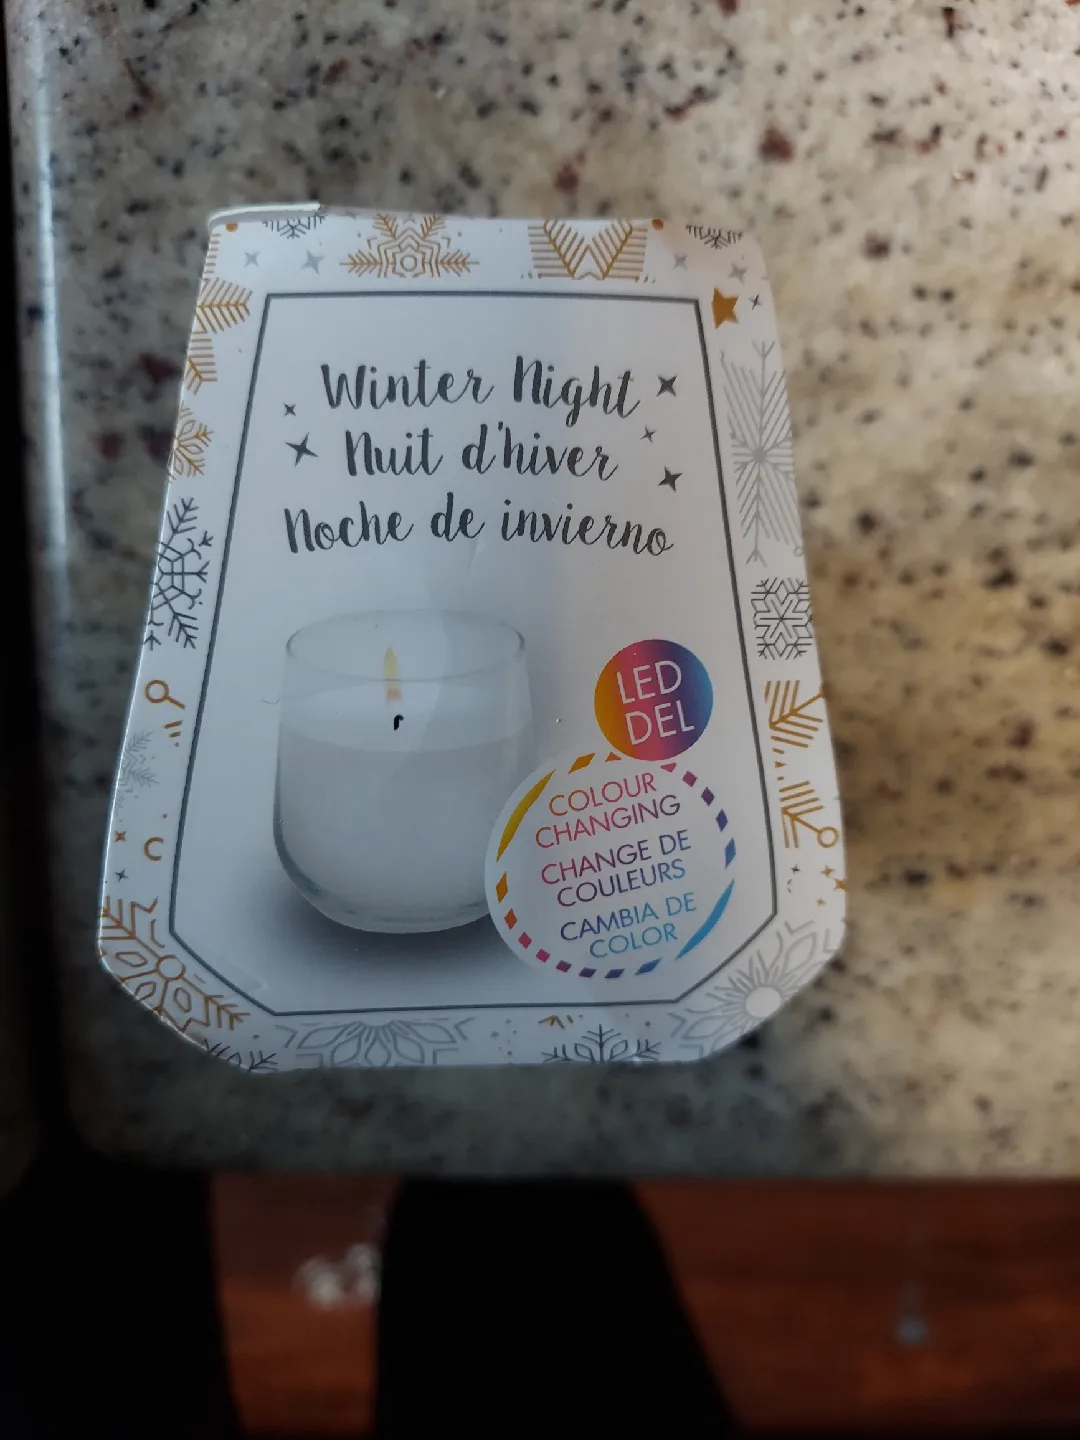 Winter Night
Nuit d'hiver
Noche de invierno
LED
DEL
COLOUR
CHANGING
CHANGE DE
COULEURS
CAMBIA DE
COLOR